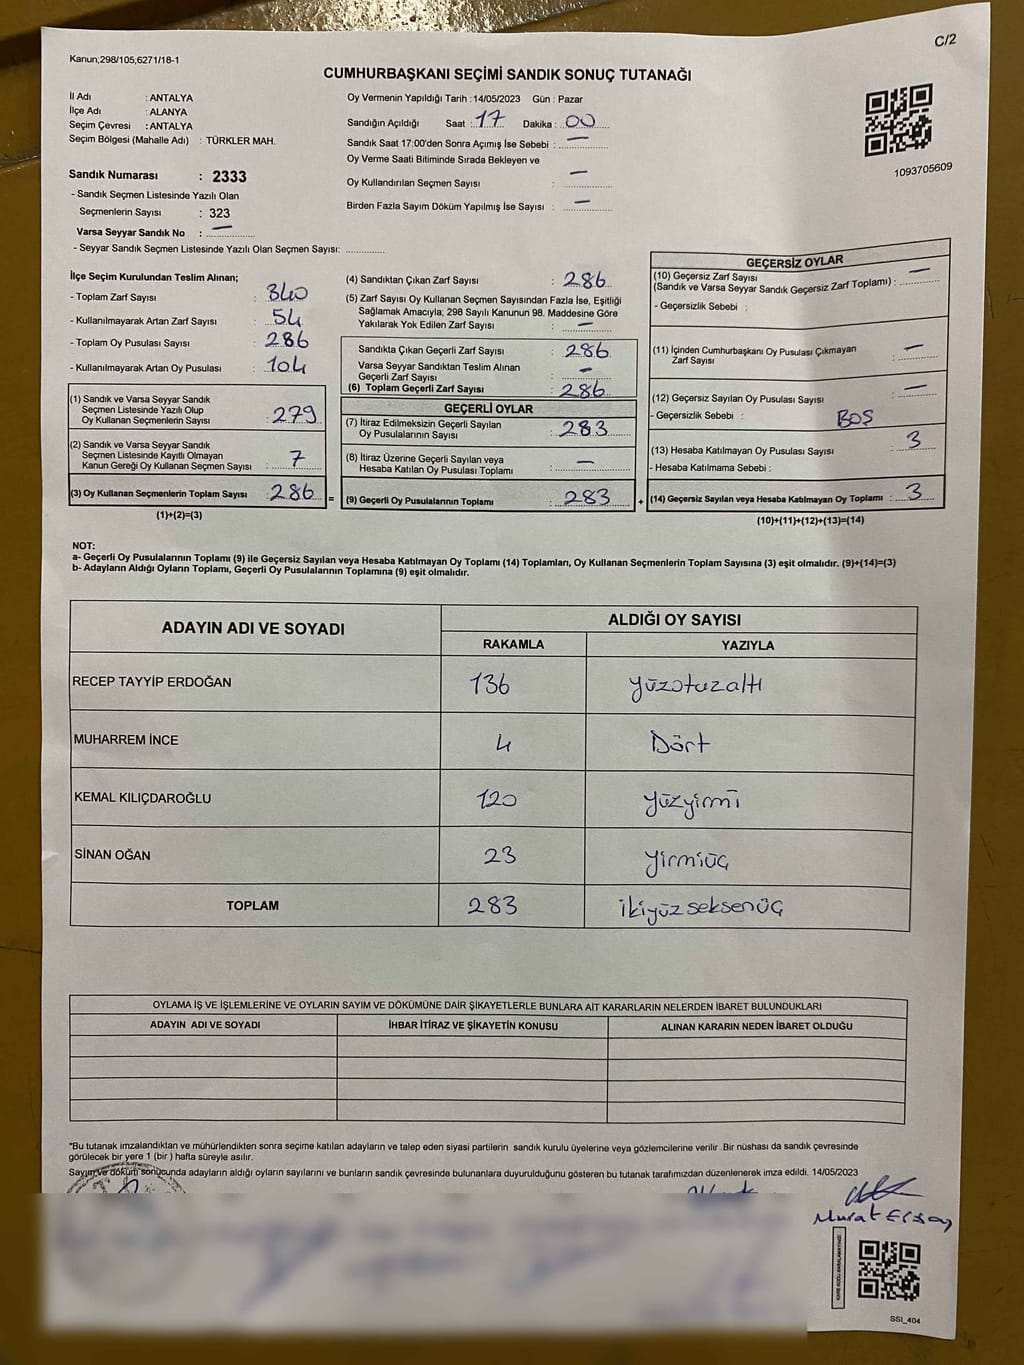 C/2
Kanun;298/105;6271/18-1
CUMHURBAŞKANI SEÇİMİ SANDIK SONUÇ TUTANAĞI
İl Adı : ANTALYA
İlçe Adı : ALANYA
Seçim Çevresi : ANTALYA
Seçim Bölgesi (Mahalle Adı) : TÜRKLER MAH.
Sandık Numarası : 2333
- Sandık Seçmen Listesinde Yazılı Olan
Seçmenlerin Sayısı : 323
Varsa Seyyar Sandık No : —
- Seyyar Sandık Seçmen Listesinde Yazılı Olan Seçmen Sayısı: ............
Oy Vermenin Yapıldığı Tarih :14/05/2023 Gün : Pazar
Sandığın Açıldığı Saat : 17 Dakika : 00
Sandık Saat 17:00'den Sonra Açımış İse Sebebi : —
Oy Verme Saati Bitiminde Sırada Bekleyen ve
Oy Kullandırılan Seçmen Sayısı : —
Birden Fazla Sayım Döküm Yapılmış İse Sayısı : —
1093705609
İlçe Seçim Kurulundan Teslim Alınan;
- Toplam Zarf Sayısı : 340
- Kullanılmayarak Artan Zarf Sayısı : 54
- Toplam Oy Pusulası Sayısı : 286
- Kullanılmayarak Artan Oy Pusulası : 104
(1) Sandık ve Varsa Seyyar Sandık
Seçmen Listesinde Yazılı Olup
Oy Kullanan Seçmenlerin Sayısı : 279
(2) Sandık ve Varsa Seyyar Sandık
Seçmen Listesinde Kayıtlı Olmayan
Kanun Gereği Oy Kullanan Seçmen Sayısı : 7
(3) Oy Kullanan Seçmenlerin Toplam Sayısı : 286 =
(1)+(2)=(3)
(4) Sandıktan Çıkan Zarf Sayısı : 286
(5) Zarf Sayısı Oy Kullanan Seçmen Sayısından Fazla İse, Eşitliği
Sağlamak Amacıyla; 298 Sayılı Kanunun 98. Maddesine Göre
Yakılarak Yok Edilen Zarf Sayısı : —
Sandıkta Çıkan Geçerli Zarf Sayısı : 286
Varsa Seyyar Sandıktan Teslim Alınan
Geçerli Zarf Sayısı : —
(6) Toplam Geçerli Zarf Sayısı : 286
GEÇERLİ OYLAR
(7) İtiraz Edilmeksizin Geçerli Sayılan
Oy Pusulalarının Sayısı : 283
(8) İtiraz Üzerine Geçerli Sayılan veya
Hesaba Katılan Oy Pusulası Toplamı : —
(9) Geçerli Oy Pusulalarının Toplamı : 283 +
GEÇERSİZ OYLAR
(10) Geçersiz Zarf Sayısı
(Sandık ve Varsa Seyyar Sandık Geçersiz Zarf Toplamı) : —
- Geçersizlik Sebebi :
(11) İçinden Cumhurbaşkanı Oy Pusulası Çıkmayan
Zarf Sayısı : —
(12) Geçersiz Sayılan Oy Pusulası Sayısı : —
- Geçersizlik Sebebi : BOŞ
(13) Hesaba Katılmayan Oy Pusulası Sayısı : 3
- Hesaba Katılmama Sebebi :
(14) Geçersiz Sayılan veya Hesaba Katılmayan Oy Toplamı : 3
(10)+(11)+(12)+(13)=(14)
NOT:
a- Geçerli Oy Pusulalarının Toplamı (9) ile Geçersiz Sayılan veya Hesaba Katılmayan Oy Toplamı (14) Toplamları, Oy Kullanan Seçmenlerin Toplam Sayısına (3) eşit olmalıdır. (9)+(14)=(3)
b- Adayların Aldığı Oyların Toplamı, Geçerli Oy Pusulalarının Toplamına (9) eşit olmalıdır.
ADAYIN ADI VE SOYADI ALDIĞI OY SAYISI
RAKAMLA YAZIYLA
RECEP TAYYİP ERDOĞAN 136 yüzotuzaltı
MUHARREM İNCE 4 Dört
KEMAL KILIÇDAROĞLU 120 yüzyirmi
SİNAN OĞAN 23 yirmiüç
TOPLAM 283 ikiyüzseksenüç
OYLAMA İŞ VE İŞLEMLERİNE VE OYLARIN SAYIM VE DÖKÜMÜNE DAİR ŞİKAYETLERLE BUNLARA AİT KARARLARIN NELERDEN İBARET BULUNDUKLARI
ADAYIN ADI VE SOYADI İHBAR İTİRAZ VE ŞİKAYETİN KONUSU ALINAN KARARIN NEDEN İBARET OLDUĞU
*Bu tutanak imzalandıktan ve mühürlendikten sonra seçime katılan adayların ve talep eden siyasi partilerin sandık kurulu üyelerine veya gözlemcilerine verilir .Bir nüshası da sandık çevresinde
görülecek bir yere 1 (bir ) hafta süreyle asılır.
Sayım ve döküm sonucunda adayların aldığı oyların sayılarını ve bunların sandık çevresinde bulunanlara duyurulduğunu gösteren bu tutanak tarafımızdan düzenlenerek imza edildi. 14/05/2023
Murat Ersoy
SSI_404